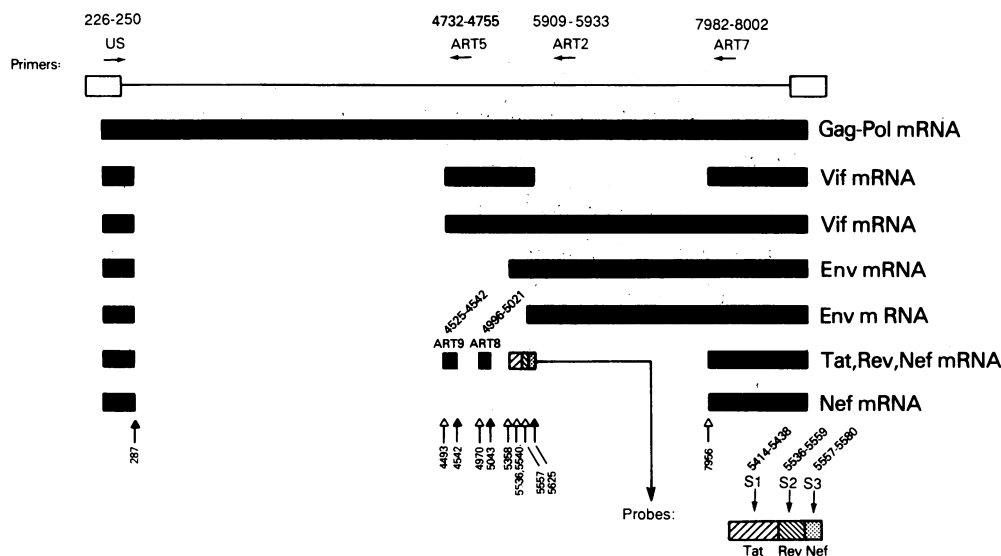 226-250
4732-4755
5909-5933
7982-8002
US
ART5
ART2
ART7
Primers:
Gag-Pol mRNA
Vif mRNA
Vif mRNA
Env mRNA
4525-4542
4996-5021
Env m RNA
ART9
ART8
Tat,Rev,Nef mRNA
Nef mRNA
287
4493
4542
4970
5043
5358
5536,5540
5557
5625
7956
5414-5438
5536-5559
5557-5580
S1
S2
S3
Probes:
Tat
Rev
Nef